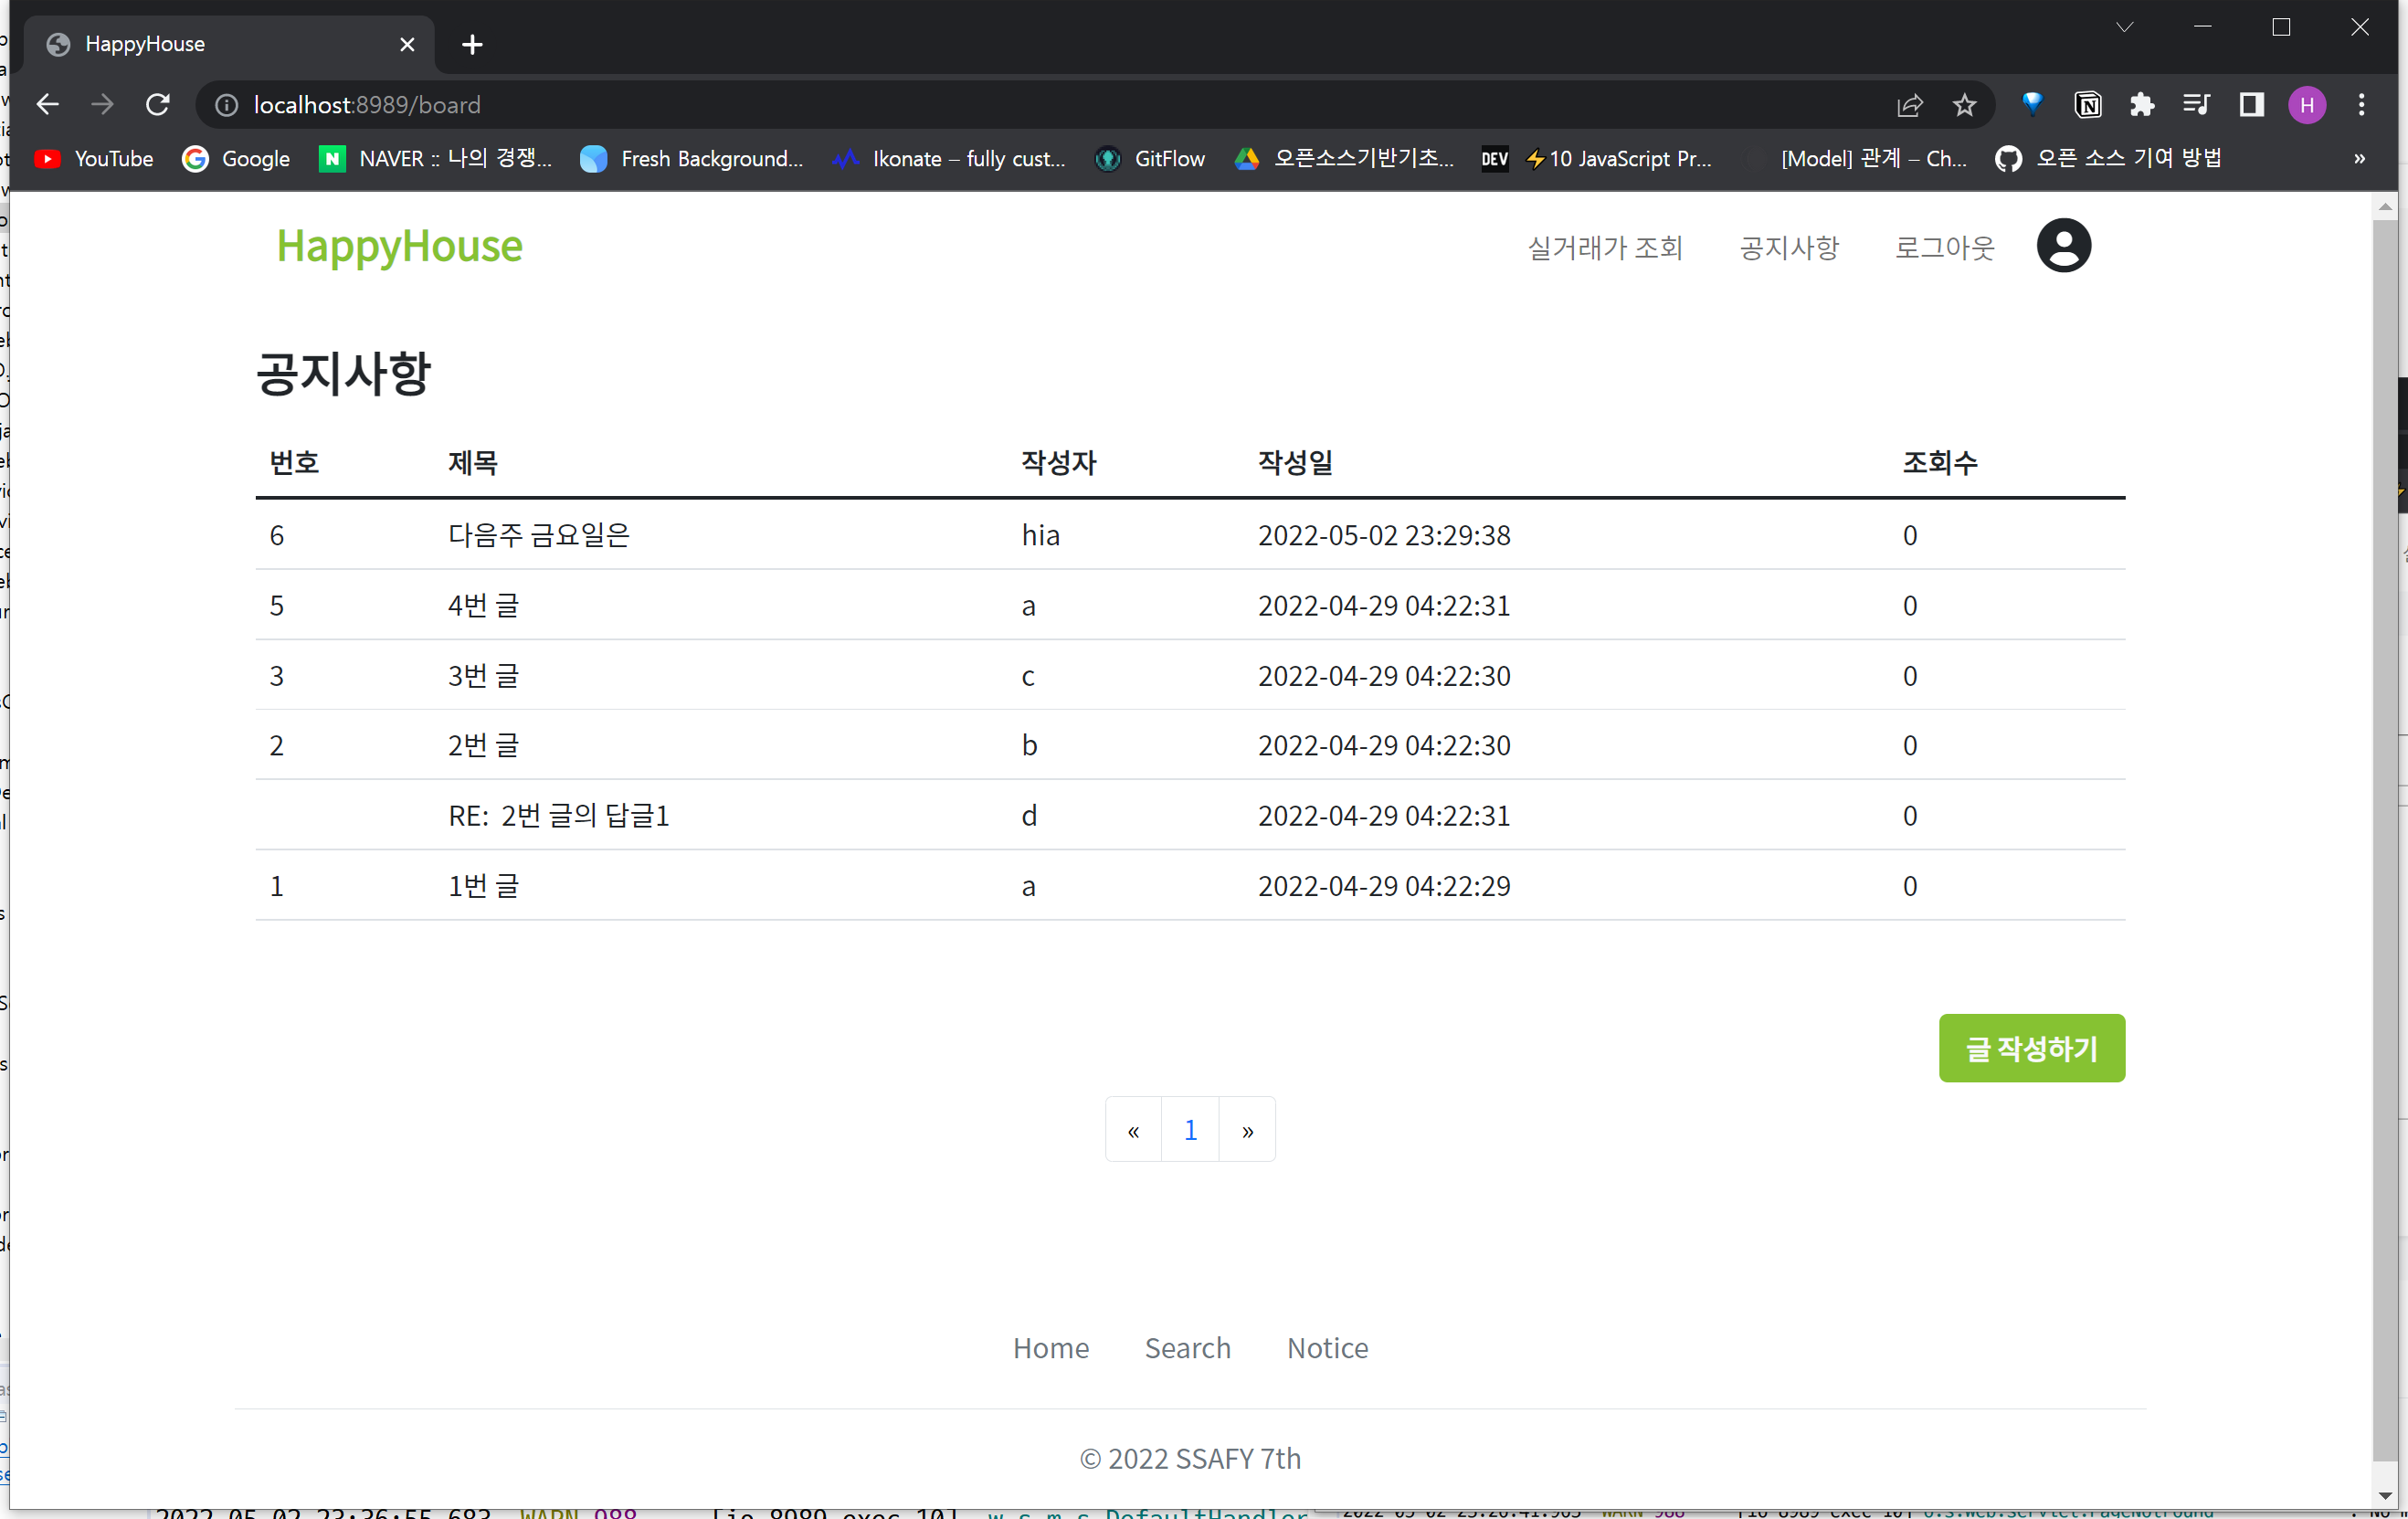 HappyHouse
localhost:8989/board
H
YouTube Google NAVER :: 나의 경쟁... Fresh Background... Ikonate – fully cust... GitFlow 오픈소스기반기초... DEV ⚡10 JavaScript Pr... [Model] 관계 – Ch... 오픈 소스 기여 방법 »
HappyHouse 실거래가 조회 공지사항 로그아웃
공지사항
번호 제목 작성자 작성일 조회수
6 다음주 금요일은 hia 2022-05-02 23:29:38 0
5 4번 글 a 2022-04-29 04:22:31 0
3 3번 글 c 2022-04-29 04:22:30 0
2 2번 글 b 2022-04-29 04:22:30 0
RE: 2번 글의 답글1 d 2022-04-29 04:22:31 0
1 1번 글 a 2022-04-29 04:22:29 0
글 작성하기
« 1 »
Home Search Notice
© 2022 SSAFY 7th